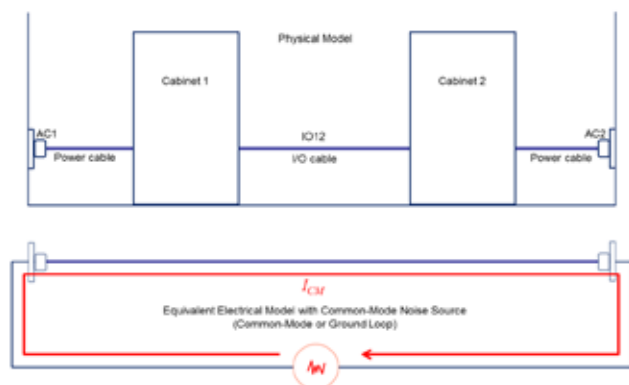 Physical Model
Cabinet 1
Cabinet 2
AC1
IO12
AC2
Power cable
I/O cable
Power cable
I_CM
Equivalent Electrical Model with Common-Mode Noise Source
(Common-Mode or Ground Loop)